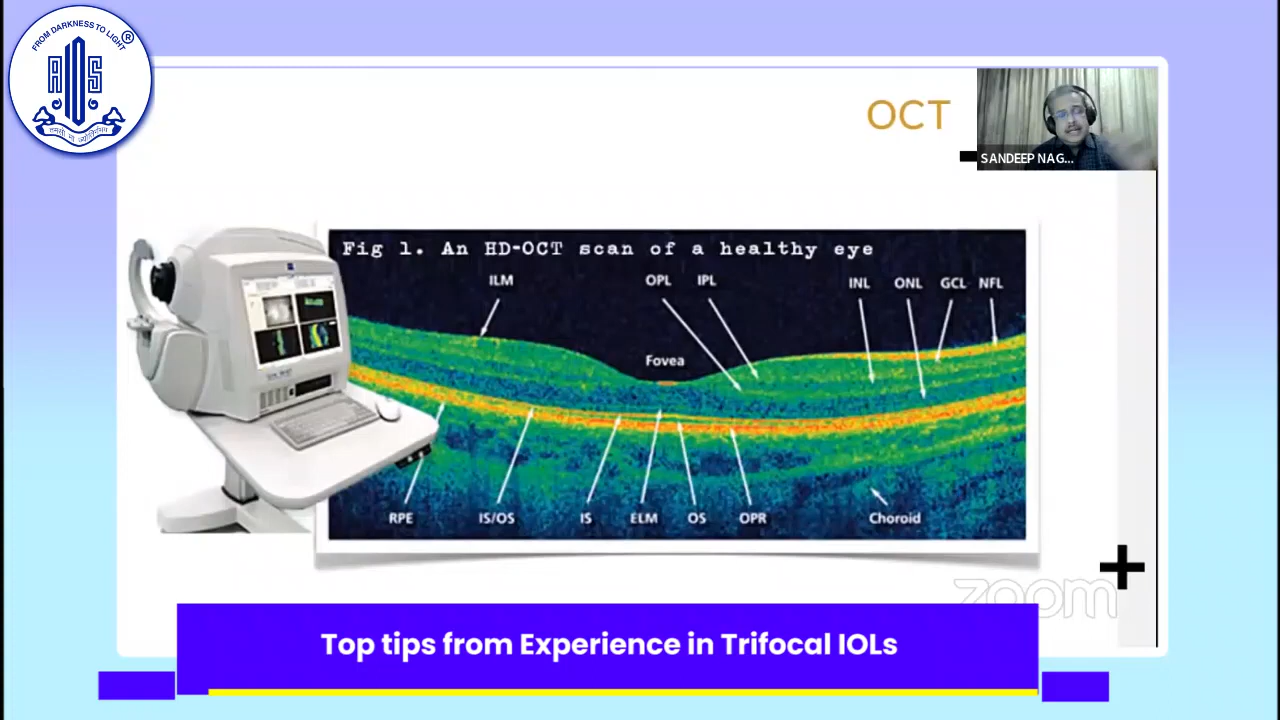 FROM DARKNESS TO LIGHT
®
AIOS
OCT
SANDEEP NAG...
Fig 1. An HD-OCT scan of a healthy eye
ILM OPL IPL INL ONL GCL NFL
Fovea
RPE IS/OS IS ELM OS OPR Choroid
zoom
Top tips from Experience in Trifocal IOLs